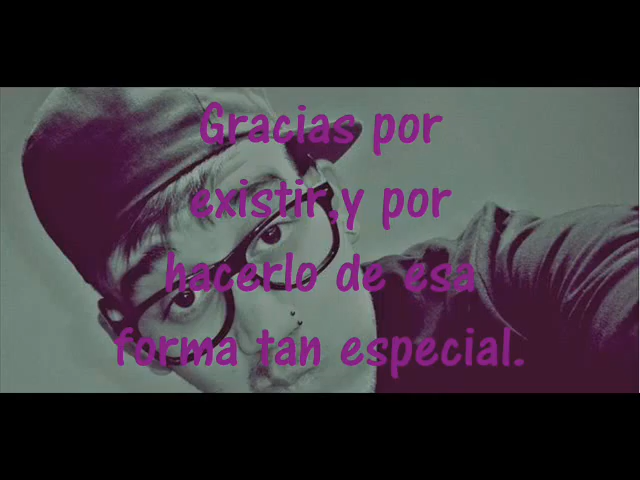 Gracias por
existir,y por
hacerlo de esa
forma tan especial.